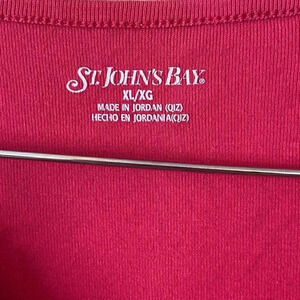 ST. JOHN'S BAY®
XL/XG
MADE IN JORDAN (QIZ)
HECHO EN JORDANIA(QIZ)